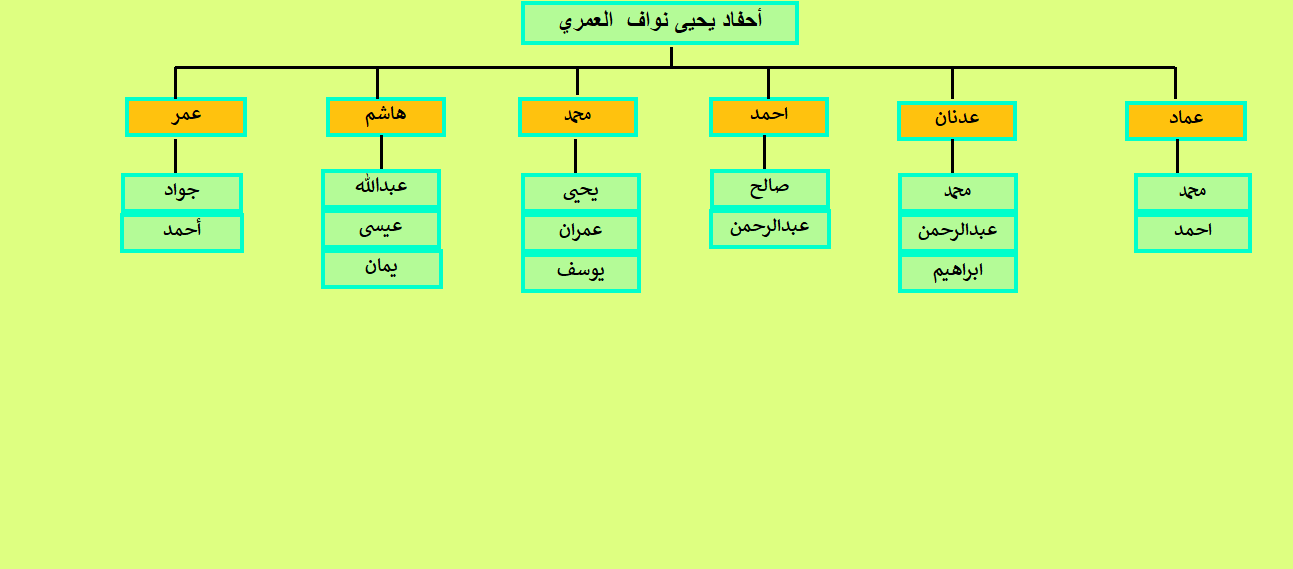 أحفاد يحيى نواف العمري
عماد
عدنان
احمد
محمد
هاشم
عمر
محمد
احمد
محمد
عبدالرحمن
ابراهيم
صالح
عبدالرحمن
يحيى
عمران
يوسف
عبدالله
عيسى
يمان
جواد
أحمد